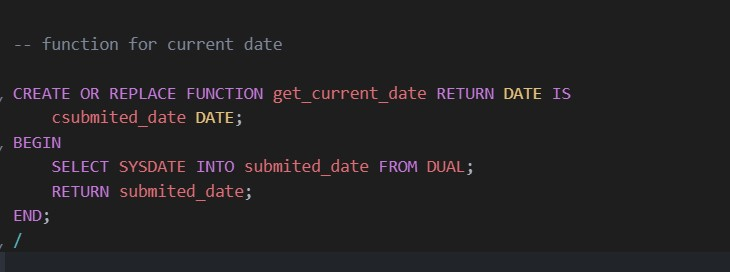 -- function for current date
CREATE OR REPLACE FUNCTION get_current_date RETURN DATE IS
    csubmited_date DATE;
BEGIN
    SELECT SYSDATE INTO submited_date FROM DUAL;
    RETURN submited_date;
END;
/